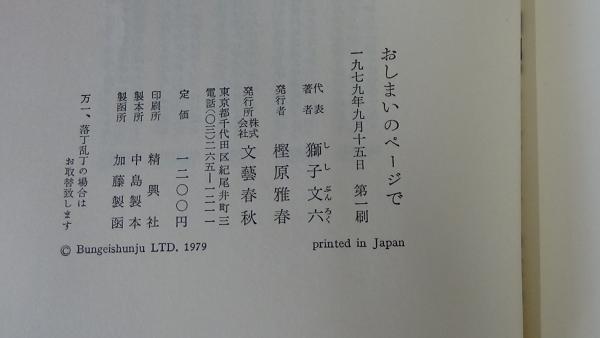 おしまいのページで
一九七九年九月十五日 第一刷
代表著者 獅子文六
し し ぶん ろく
発行者 樫原雅春
発行所 株式会社 文藝春秋
東京都千代田区紀尾井町三
電話(〇三)二六五―一二一一
定価 一二〇〇円
印刷所 精興社
製本所 中島製本
製函所 加藤製函
万一、落丁乱丁の場合は
お取替致します
© Bungeishunju LTD. 1979 printed in Japan